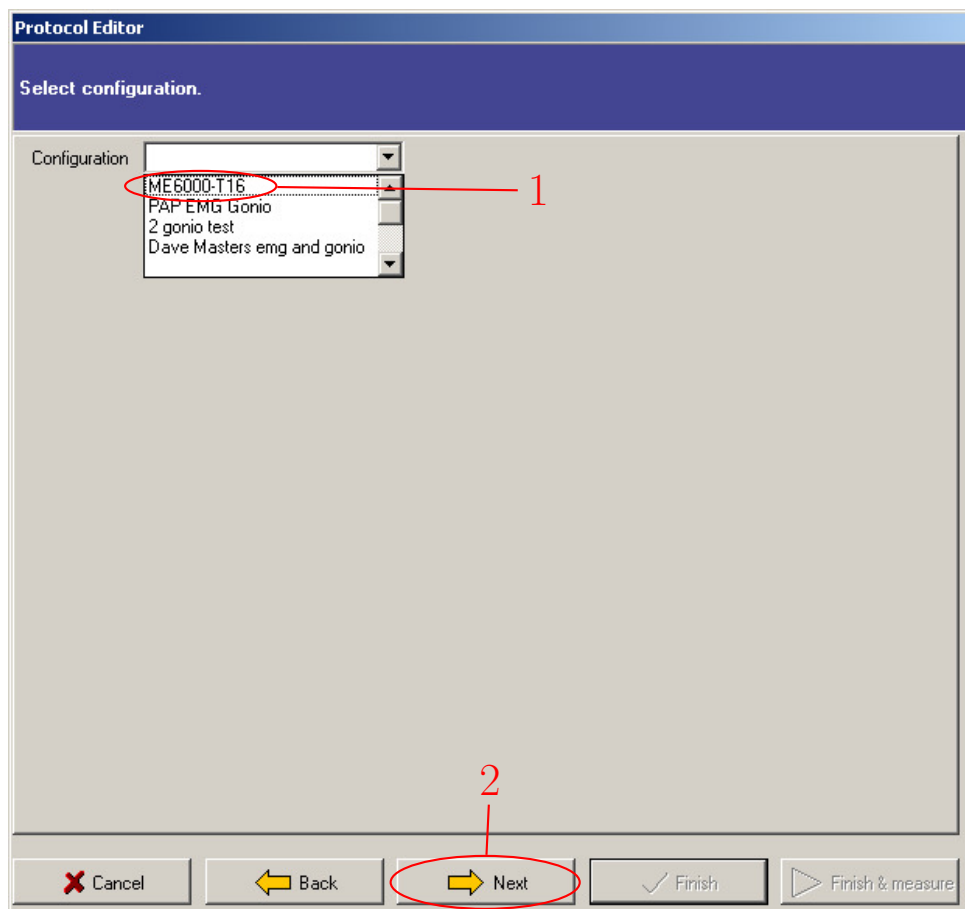 Protocol Editor
Select configuration.
Configuration
ME6000-T16
1
PAP EMG Gonio
2 gonio test
Dave Masters emg and gonio
2
Cancel
Back
Next
Finish
Finish & measure